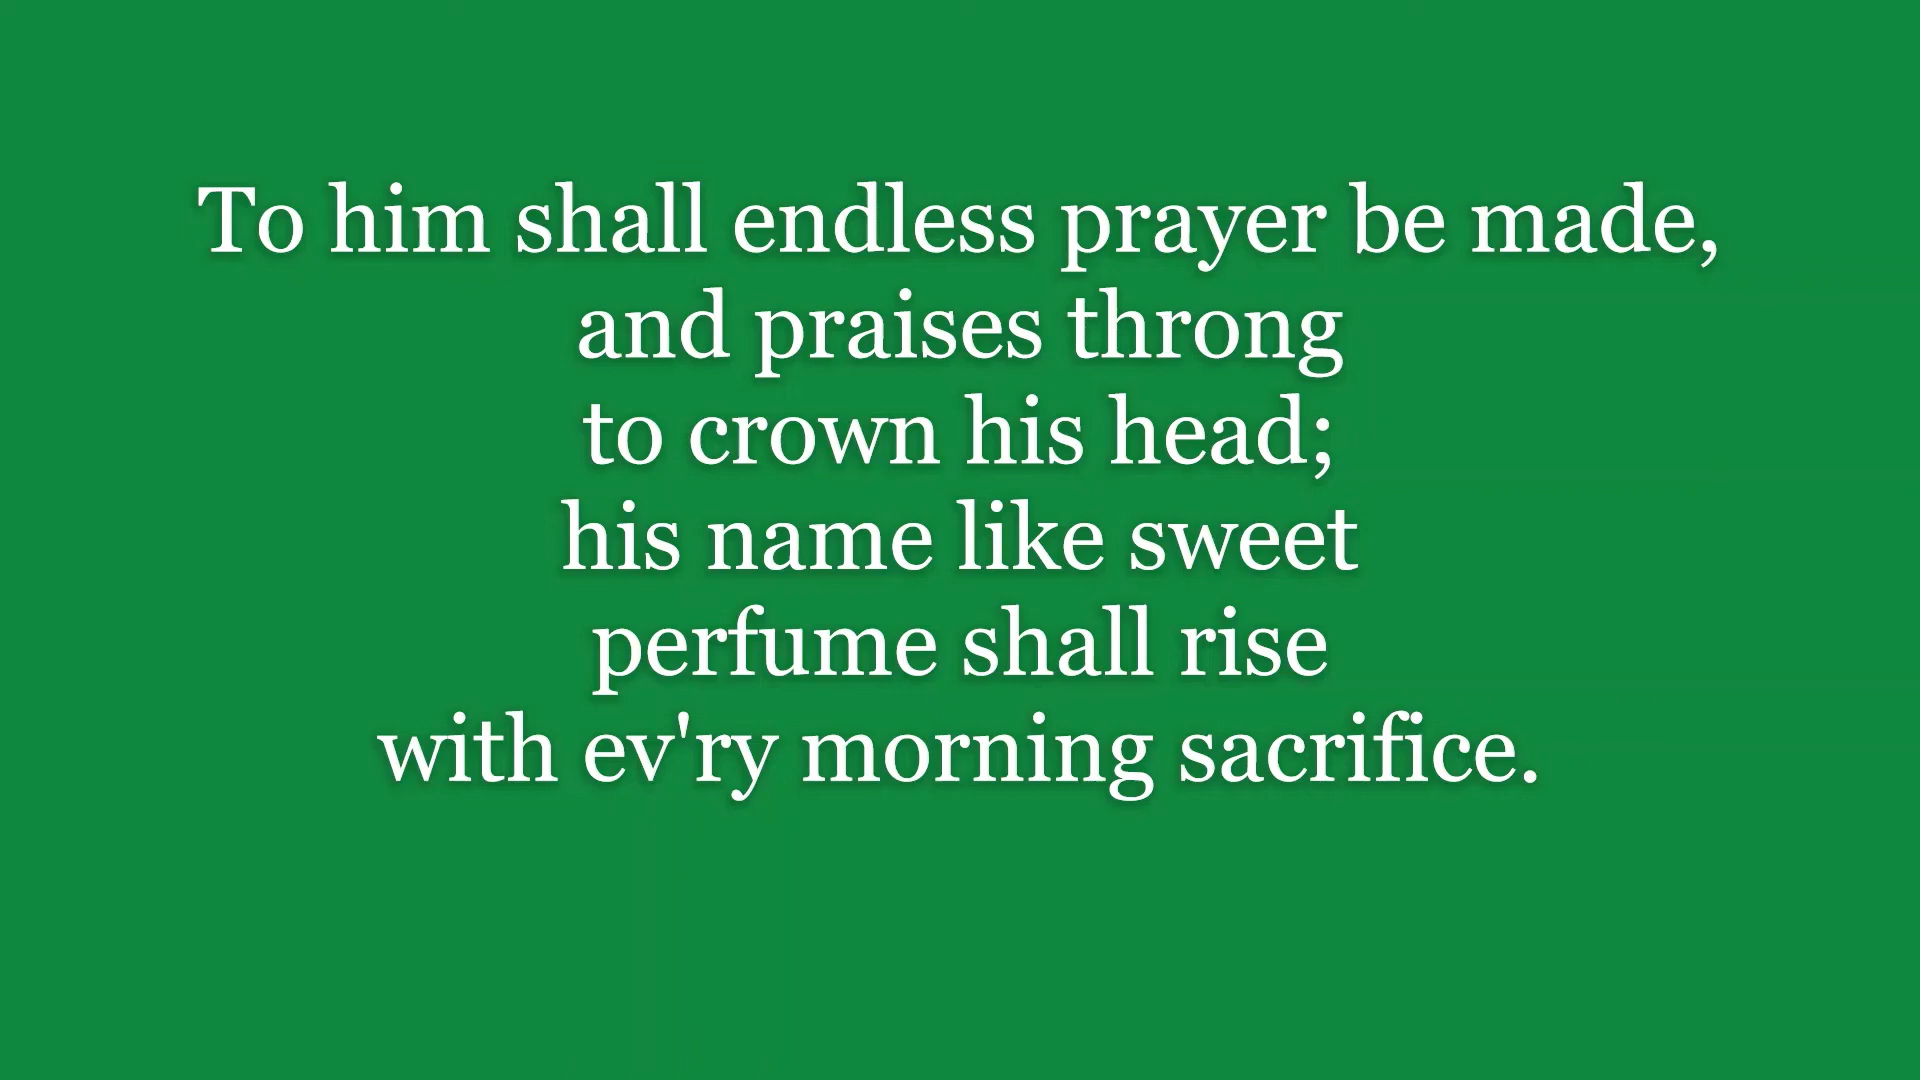 To him shall endless prayer be made,
and praises throng
to crown his head;
his name like sweet
perfume shall rise
with ev'ry morning sacrifice.